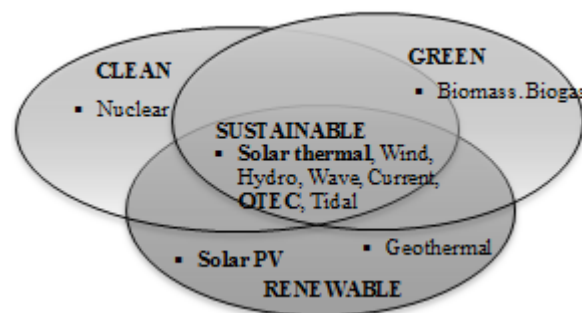 CLEAN
▪ Nuclear
GREEN
▪ Biomass.Biogas
SUSTAINABLE
▪ Solar thermal, Wind,
Hydro, Wave, Current,
OTEC, Tidal
▪ Solar PV
▪ Geothermal
RENEWABLE